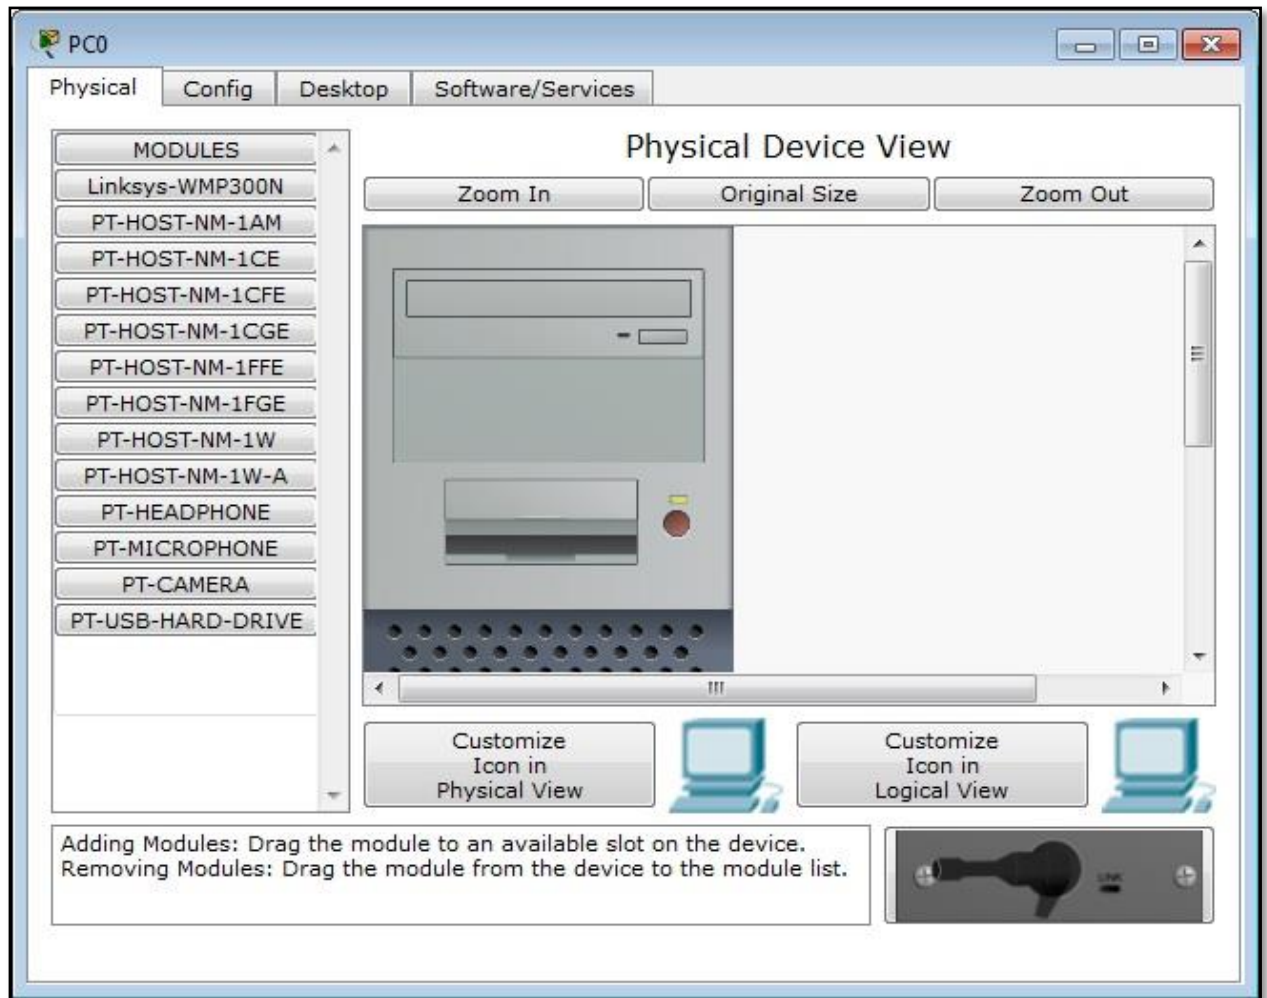 PC0
Physical
Config
Desktop
Software/Services
MODULES
Linksys-WMP300N
PT-HOST-NM-1AM
PT-HOST-NM-1CE
PT-HOST-NM-1CFE
PT-HOST-NM-1CGE
PT-HOST-NM-1FFE
PT-HOST-NM-1FGE
PT-HOST-NM-1W
PT-HOST-NM-1W-A
PT-HEADPHONE
PT-MICROPHONE
PT-CAMERA
PT-USB-HARD-DRIVE
Physical Device View
Zoom In
Original Size
Zoom Out
Customize
Icon in
Physical View
Customize
Icon in
Logical View
Adding Modules: Drag the module to an available slot on the device.
Removing Modules: Drag the module from the device to the module list.
LINK